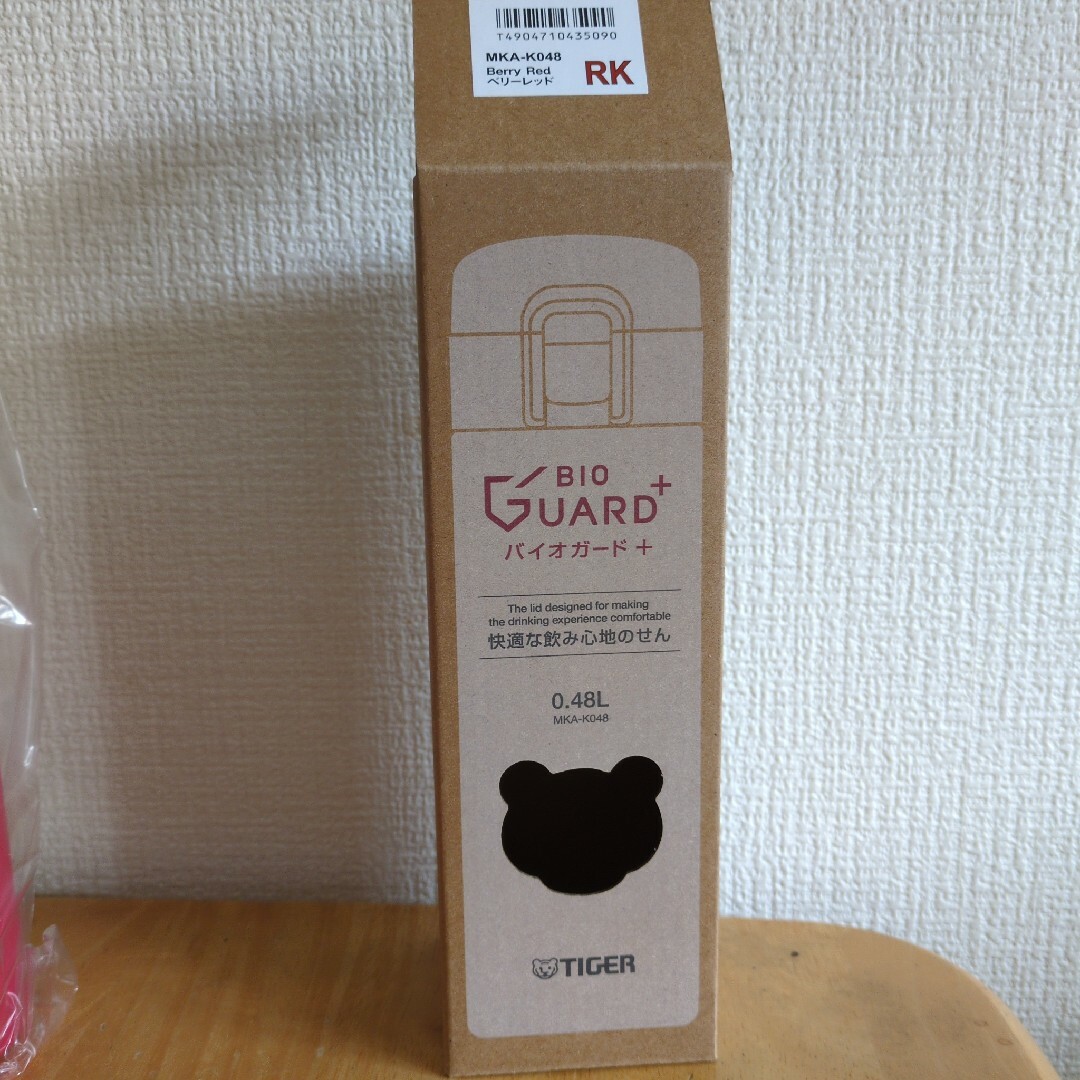 T4904710435090
MKA-K048
Berry Red
ベリーレッド
RK
BIO
GUARD+
バイオガード+
The lid designed for making
the drinking experience comfortable
快適な飲み心地のせん
0.48L
MKA-K048
TIGER